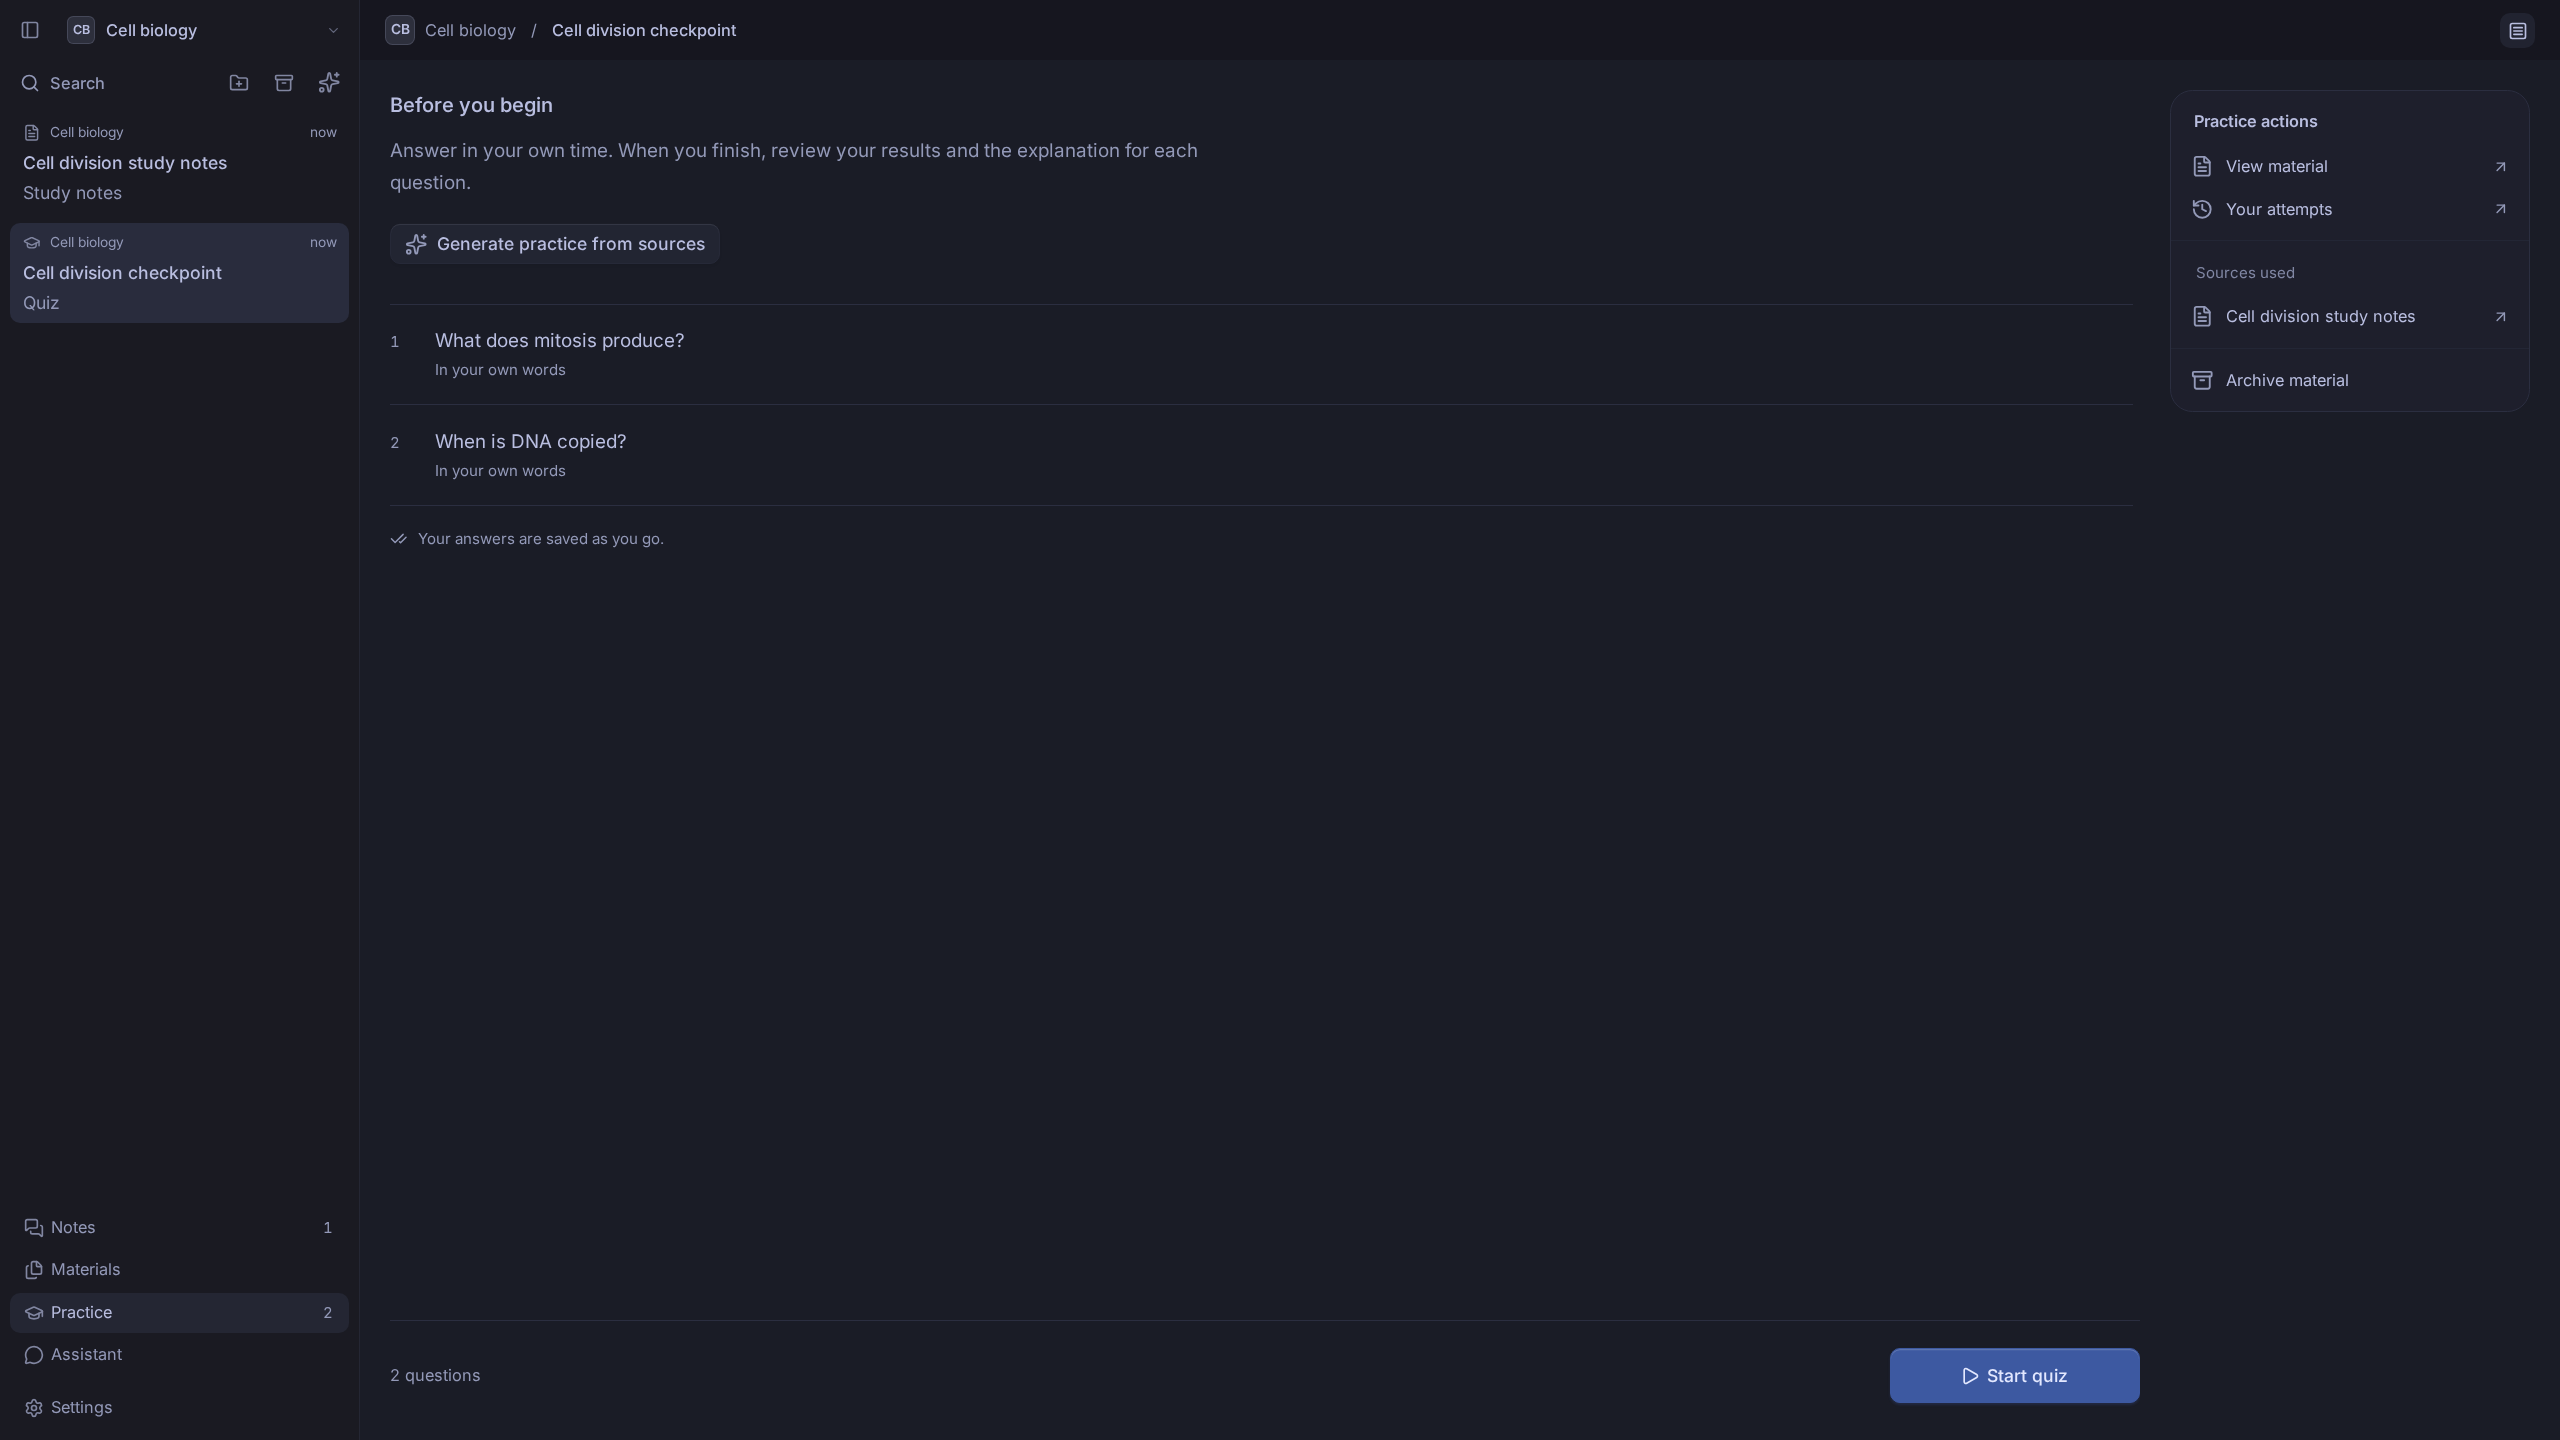 CB Cell biology
Search
Cell biology now
Cell division study notes
Study notes
Cell biology now
Cell division checkpoint
Quiz
Notes 1
Materials
Practice 2
Assistant
Settings
CB Cell biology / Cell division checkpoint
Before you begin
Answer in your own time. When you finish, review your results and the explanation for each
question.
Generate practice from sources
1 What does mitosis produce?
In your own words
2 When is DNA copied?
In your own words
Your answers are saved as you go.
2 questions
Start quiz
Practice actions
View material
Your attempts
Sources used
Cell division study notes
Archive material